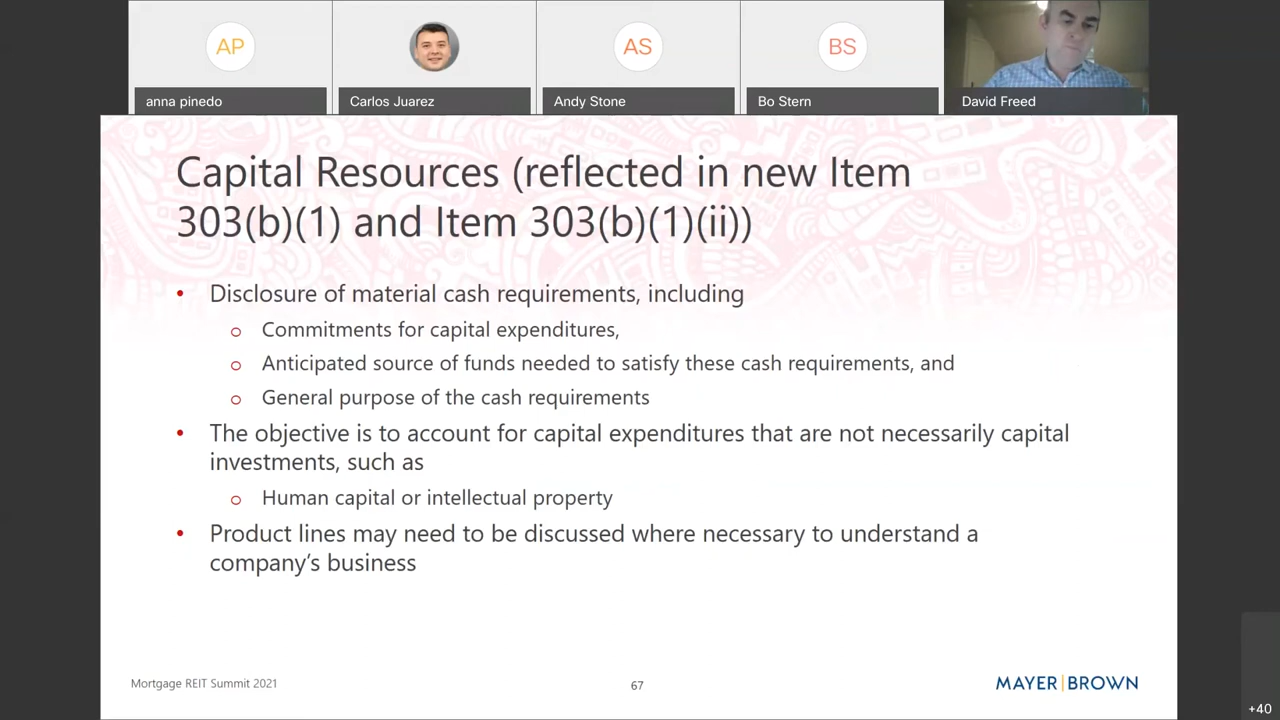 AP
AS
BS
anna pinedo
Carlos Juarez
Andy Stone
Bo Stern
David Freed
Capital Resources (reflected in new Item
303(b)(1) and Item 303(b)(1)(ii))
• Disclosure of material cash requirements, including
o Commitments for capital expenditures,
o Anticipated source of funds needed to satisfy these cash requirements, and
o General purpose of the cash requirements
• The objective is to account for capital expenditures that are not necessarily capital
investments, such as
o Human capital or intellectual property
• Product lines may need to be discussed where necessary to understand a
company's business
Mortgage REIT Summit 2021
67
MAYER|BROWN
+40